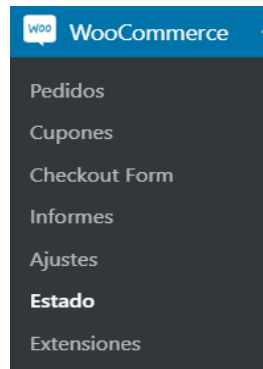 Woo WooCommerce
Pedidos
Cupones
Checkout Form
Informes
Ajustes
Estado
Extensiones